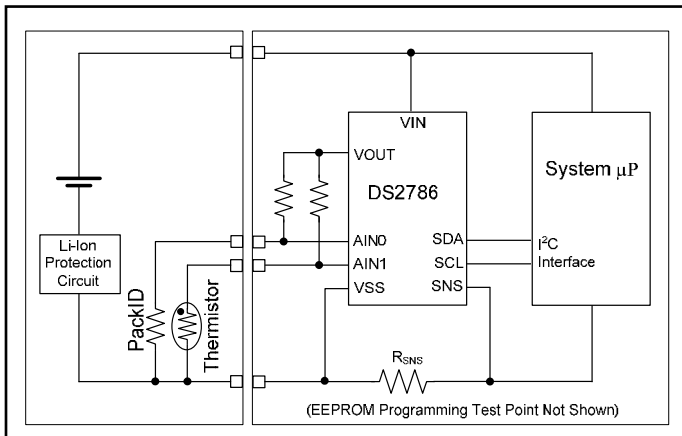 VIN
VOUT
DS2786
System µP
Li-Ion
Protection
Circuit
PackID
Thermistor
AIN0
AIN1
VSS
SDA
SCL
SNS
I²C
Interface
RSNS
(EEPROM Programming Test Point Not Shown)